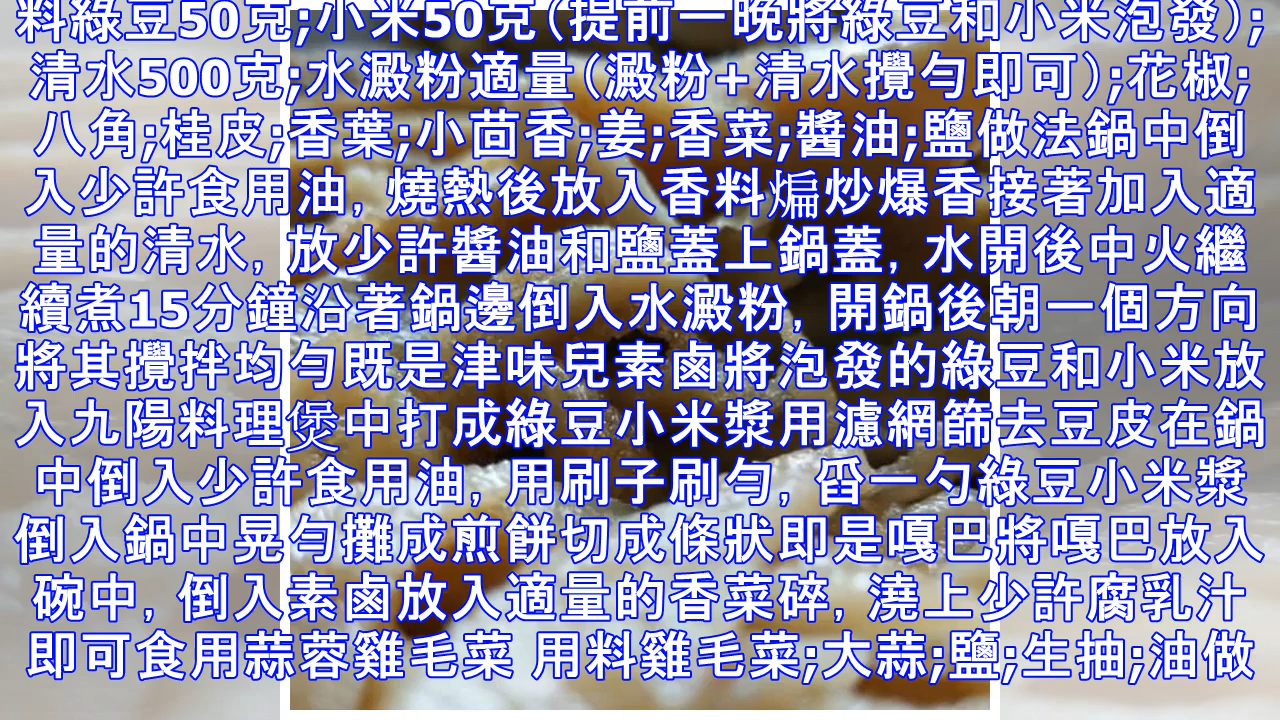 料綠豆50克;小米50克(提前一晚將綠豆和小米泡發);
清水500克;水澱粉適量(澱粉+清水攪勻即可);花椒;
八角;桂皮;香葉;小茴香;姜;香菜;醬油;鹽做法鍋中倒
入少許食用油, 燒熱後放入香料煸炒爆香接著加入適
量的清水, 放少許醬油和鹽蓋上鍋蓋, 水開後中火繼
續煮15分鐘沿著鍋邊倒入水澱粉, 開鍋後朝一個方向
將其攪拌均勻既是津味兒素鹵將泡發的綠豆和小米放
入九陽料理煲中打成綠豆小米漿用濾網篩去豆皮在鍋
中倒入少許食用油, 用刷子刷勻, 舀一勺綠豆小米漿
倒入鍋中晃勻攤成煎餅切成條狀即是嘎巴將嘎巴放入
碗中, 倒入素鹵放入適量的香菜碎, 澆上少許腐乳汁
即可食用蒜蓉雞毛菜 用料雞毛菜;大蒜;鹽;生抽;油做